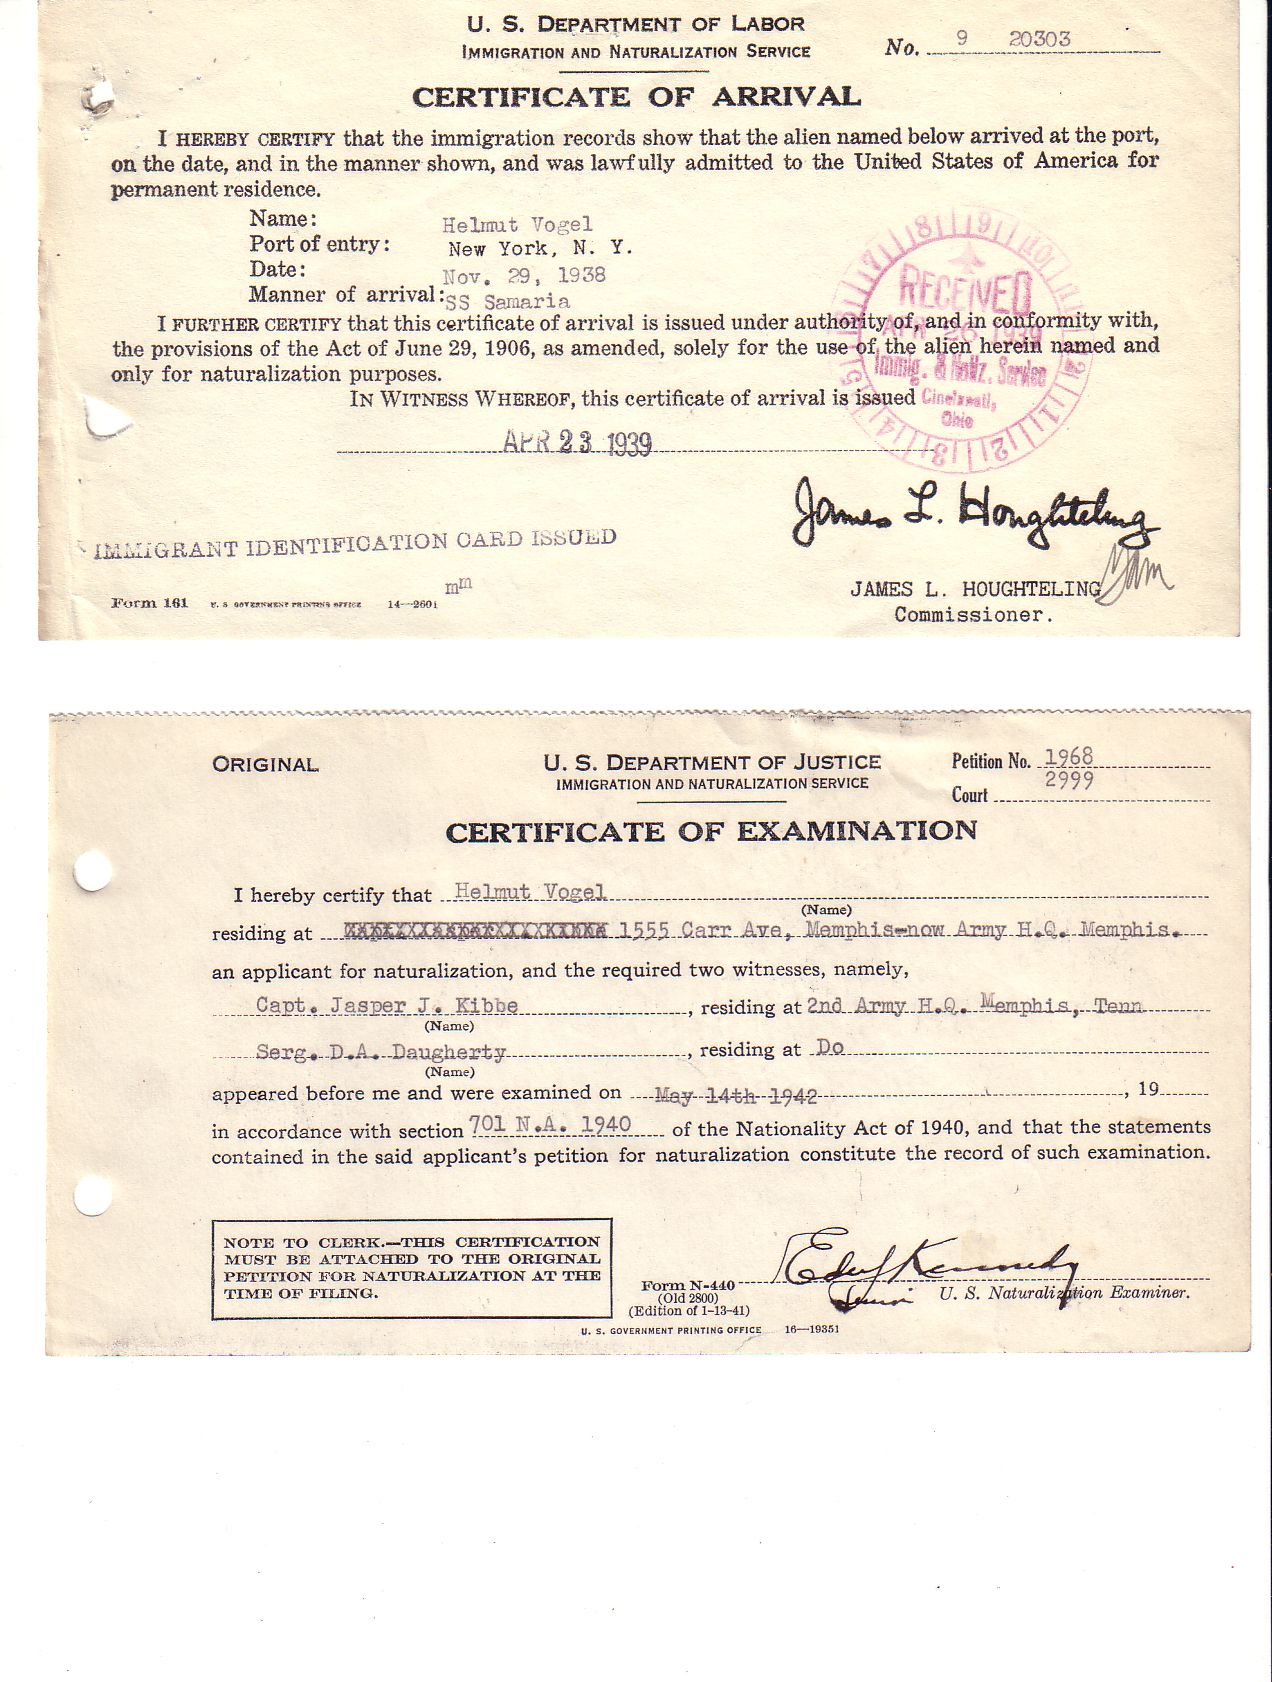 U. S. DEPARTMENT OF LABOR
IMMIGRATION AND NATURALIZATION SERVICE
No. 9 20303
CERTIFICATE OF ARRIVAL
I HEREBY CERTIFY that the immigration records show that the alien named below arrived at the port,
on the date, and in the manner shown, and was lawfully admitted to the United States of America for
permanent residence.
Name: Helmut Vogel
Port of entry: New York, N. Y.
Date: Nov. 29, 1938
Manner of arrival: SS Samaria
I FURTHER CERTIFY that this certificate of arrival is issued under authority of, and in conformity with,
the provisions of the Act of June 29, 1906, as amended, solely for the use of the alien herein named and
only for naturalization purposes.
IN WITNESS WHEREOF, this certificate of arrival is issued
APR 23 1939
RECEIVED
APR 26 1939
Immig. & Natz. Service
Cincinnati,
Ohio
James L. Houghteling
IMMIGRANT IDENTIFICATION CARD ISSUED
mm
JAMES L. HOUGHTELING
Commissioner.
Form 161 U. S. GOVERNMENT PRINTING OFFICE 14—2601
ORIGINAL
U. S. DEPARTMENT OF JUSTICE
IMMIGRATION AND NATURALIZATION SERVICE
Petition No. 1968
Court 2999
CERTIFICATE OF EXAMINATION
I hereby certify that Helmut Vogel
(Name)
residing at 1555 Carr Ave, Memphis-now Army H.Q. Memphis.
an applicant for naturalization, and the required two witnesses, namely,
Capt. Jasper J. Kibbe, residing at 2nd Army H.Q. Memphis, Tenn
(Name)
Serg. D.A. Daugherty, residing at Do
(Name)
appeared before me and were examined on May 14th 1942, 19
in accordance with section 701 N.A. 1940 of the Nationality Act of 1940, and that the statements
contained in the said applicant's petition for naturalization constitute the record of such examination.
NOTE TO CLERK.—THIS CERTIFICATION
MUST BE ATTACHED TO THE ORIGINAL
PETITION FOR NATURALIZATION AT THE
TIME OF FILING.
Form N-440
(Old 2800)
(Edition of 1-13-41)
Kennedy
U. S. Naturalization Examiner.
U. S. GOVERNMENT PRINTING OFFICE 16—19351